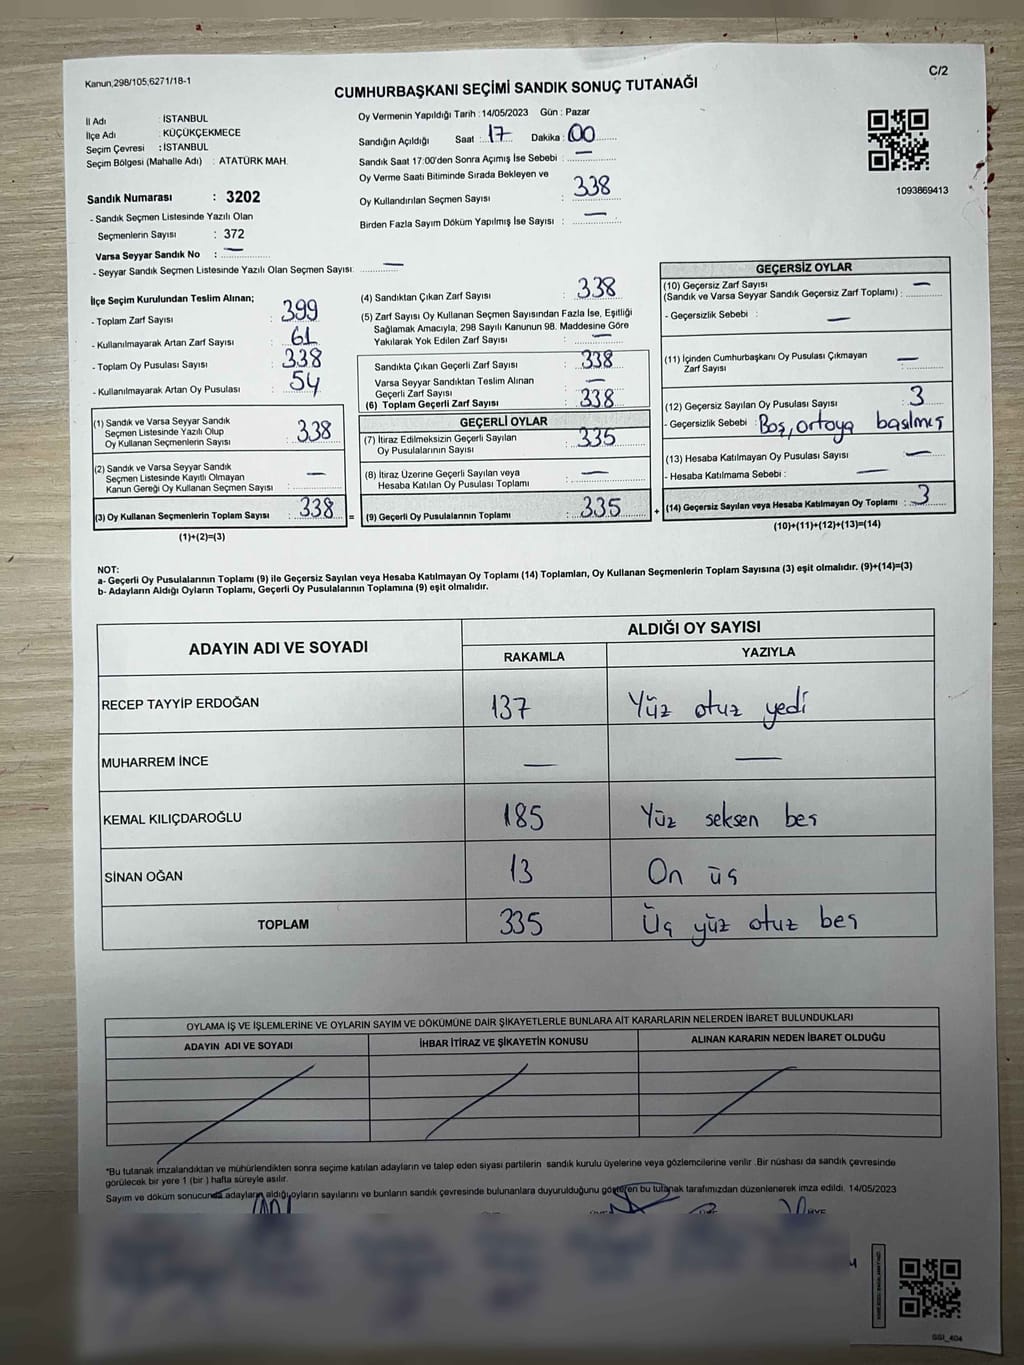 Kanun,298/105,6271/18-1
C/2
CUMHURBAŞKANI SEÇİMİ SANDIK SONUÇ TUTANAĞI
İl Adı : İSTANBUL
İlçe Adı : KÜÇÜKÇEKMECE
Seçim Çevresi : İSTANBUL
Seçim Bölgesi (Mahalle Adı) : ATATÜRK MAH.
Sandık Numarası : 3202
- Sandık Seçmen Listesinde Yazılı Olan
Seçmenlerin Sayısı : 372
Varsa Seyyar Sandık No : —
- Seyyar Sandık Seçmen Listesinde Yazılı Olan Seçmen Sayısı: —
Oy Vermenin Yapıldığı Tarih : 14/05/2023 Gün : Pazar
Sandığın Açıldığı Saat : 17 Dakika : 00
Sandık Saat 17:00'den Sonra Açımış İse Sebebi : —
Oy Verme Saati Bitiminde Sırada Bekleyen ve
Oy Kullandırılan Seçmen Sayısı : 338
Birden Fazla Sayım Döküm Yapılmış İse Sayısı : —
1093869413
İlçe Seçim Kurulundan Teslim Alınan;
- Toplam Zarf Sayısı : 399
- Kullanılmayarak Artan Zarf Sayısı : 61
- Toplam Oy Pusulası Sayısı : 338
- Kullanılmayarak Artan Oy Pusulası : 54
(1) Sandık ve Varsa Seyyar Sandık
Seçmen Listesinde Yazılı Olup
Oy Kullanan Seçmenlerin Sayısı : 338
(2) Sandık ve Varsa Seyyar Sandık
Seçmen Listesinde Kayıtlı Olmayan
Kanun Gereği Oy Kullanan Seçmen Sayısı : —
(3) Oy Kullanan Seçmenlerin Toplam Sayısı : 338 =
(1)+(2)=(3)
(4) Sandıktan Çıkan Zarf Sayısı : 338
(5) Zarf Sayısı Oy Kullanan Seçmen Sayısından Fazla İse, Eşitliği
Sağlamak Amacıyla; 298 Sayılı Kanunun 98. Maddesine Göre
Yakılarak Yok Edilen Zarf Sayısı : —
Sandıkta Çıkan Geçerli Zarf Sayısı : 338
Varsa Seyyar Sandıktan Teslim Alınan
Geçerli Zarf Sayısı : —
(6) Toplam Geçerli Zarf Sayısı : 338
GEÇERLİ OYLAR
(7) İtiraz Edilmeksizin Geçerli Sayılan
Oy Pusulalarının Sayısı : 335
(8) İtiraz Üzerine Geçerli Sayılan veya
Hesaba Katılan Oy Pusulası Toplamı : —
(9) Geçerli Oy Pusulalarının Toplamı : 335 +
GEÇERSİZ OYLAR
(10) Geçersiz Zarf Sayısı
(Sandık ve Varsa Seyyar Sandık Geçersiz Zarf Toplamı) : —
- Geçersizlik Sebebi : —
(11) İçinden Cumhurbaşkanı Oy Pusulası Çıkmayan
Zarf Sayısı : —
(12) Geçersiz Sayılan Oy Pusulası Sayısı : 3
- Geçersizlik Sebebi : Boş, ortaya basılmış
(13) Hesaba Katılmayan Oy Pusulası Sayısı : —
- Hesaba Katılmama Sebebi : —
(14) Geçersiz Sayılan veya Hesaba Katılmayan Oy Toplamı : 3
(10)+(11)+(12)+(13)=(14)
NOT:
a- Geçerli Oy Pusulalarının Toplamı (9) ile Geçersiz Sayılan veya Hesaba Katılmayan Oy Toplamı (14) Toplamları, Oy Kullanan Seçmenlerin Toplam Sayısına (3) eşit olmalıdır. (9)+(14)=(3)
b- Adayların Aldığı Oyların Toplamı, Geçerli Oy Pusulalarının Toplamına (9) eşit olmalıdır.
ADAYIN ADI VE SOYADI
ALDIĞI OY SAYISI
RAKAMLA YAZIYLA
RECEP TAYYİP ERDOĞAN 137 Yüz otuz yedi
MUHARREM İNCE — —
KEMAL KILIÇDAROĞLU 185 Yüz seksen beş
SİNAN OĞAN 13 On üç
TOPLAM 335 Üç yüz otuz beş
OYLAMA İŞ VE İŞLEMLERİNE VE OYLARIN SAYIM VE DÖKÜMÜNE DAİR ŞİKAYETLERLE BUNLARA AİT KARARLARIN NELERDEN İBARET BULUNDUKLARI
ADAYIN ADI VE SOYADI İHBAR İTİRAZ VE ŞİKAYETİN KONUSU ALINAN KARARIN NEDEN İBARET OLDUĞU
*Bu tutanak imzalandıktan ve mühürlendikten sonra seçime katılan adayların ve talep eden siyasi partilerin sandık kurulu üyelerine veya gözlemcilerine verilir .Bir nüshası da sandık çevresinde
görülecek bir yere 1 (bir ) hafta süreyle asılır.
Sayım ve döküm sonucunda adayların aldığı oyların sayılarını ve bunların sandık çevresinde bulunanlara duyurulduğunu gösteren bu tutanak tarafımızdan düzenlenerek imza edildi. 14/05/2023
GSI_404